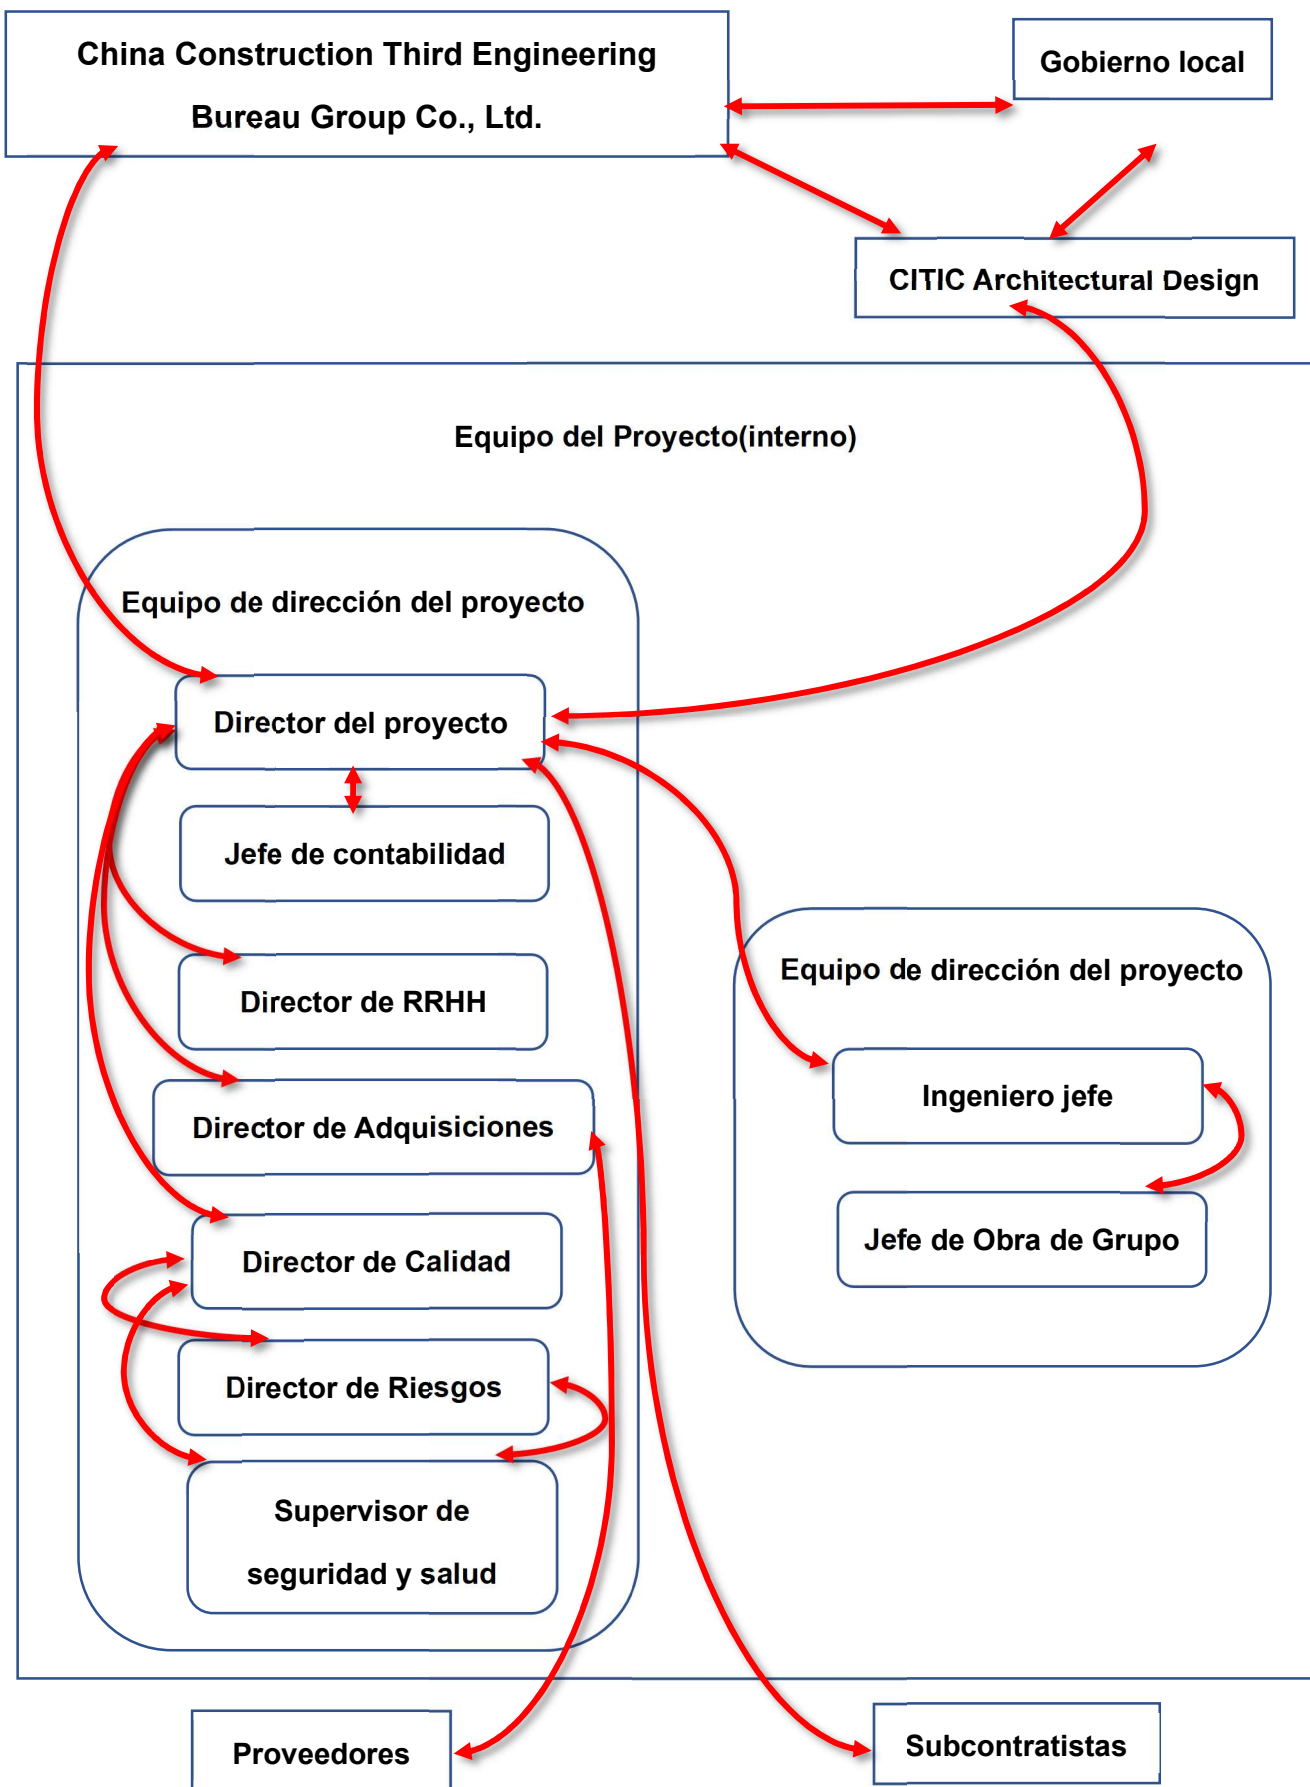 China Construction Third Engineering
Bureau Group Co., Ltd.
Gobierno local
CITIC Architectural Design
Equipo del Proyecto(interno)
Equipo de dirección del proyecto
Director del proyecto
Jefe de contabilidad
Director de RRHH
Director de Adquisiciones
Director de Calidad
Director de Riesgos
Supervisor de
seguridad y salud
Equipo de dirección del proyecto
Ingeniero jefe
Jefe de Obra de Grupo
Proveedores
Subcontratistas